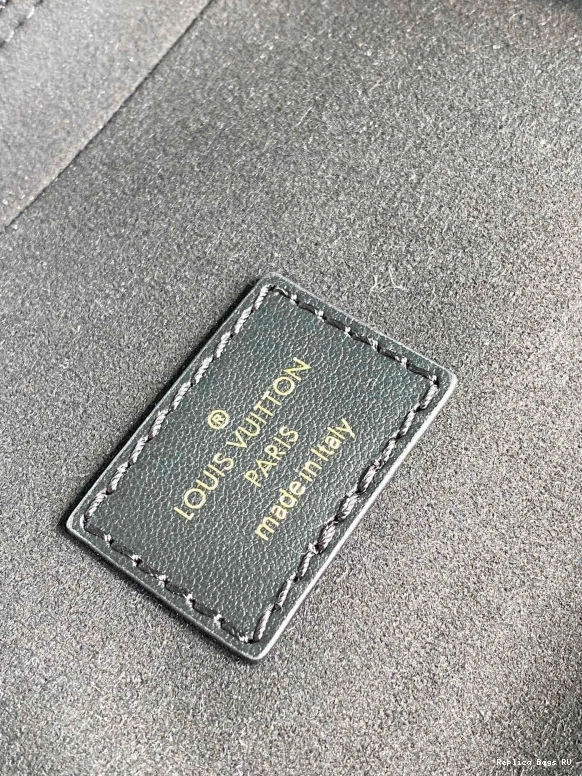 ®
LOUIS VUITTON
PARIS
made in Italy
Replica Bags RU